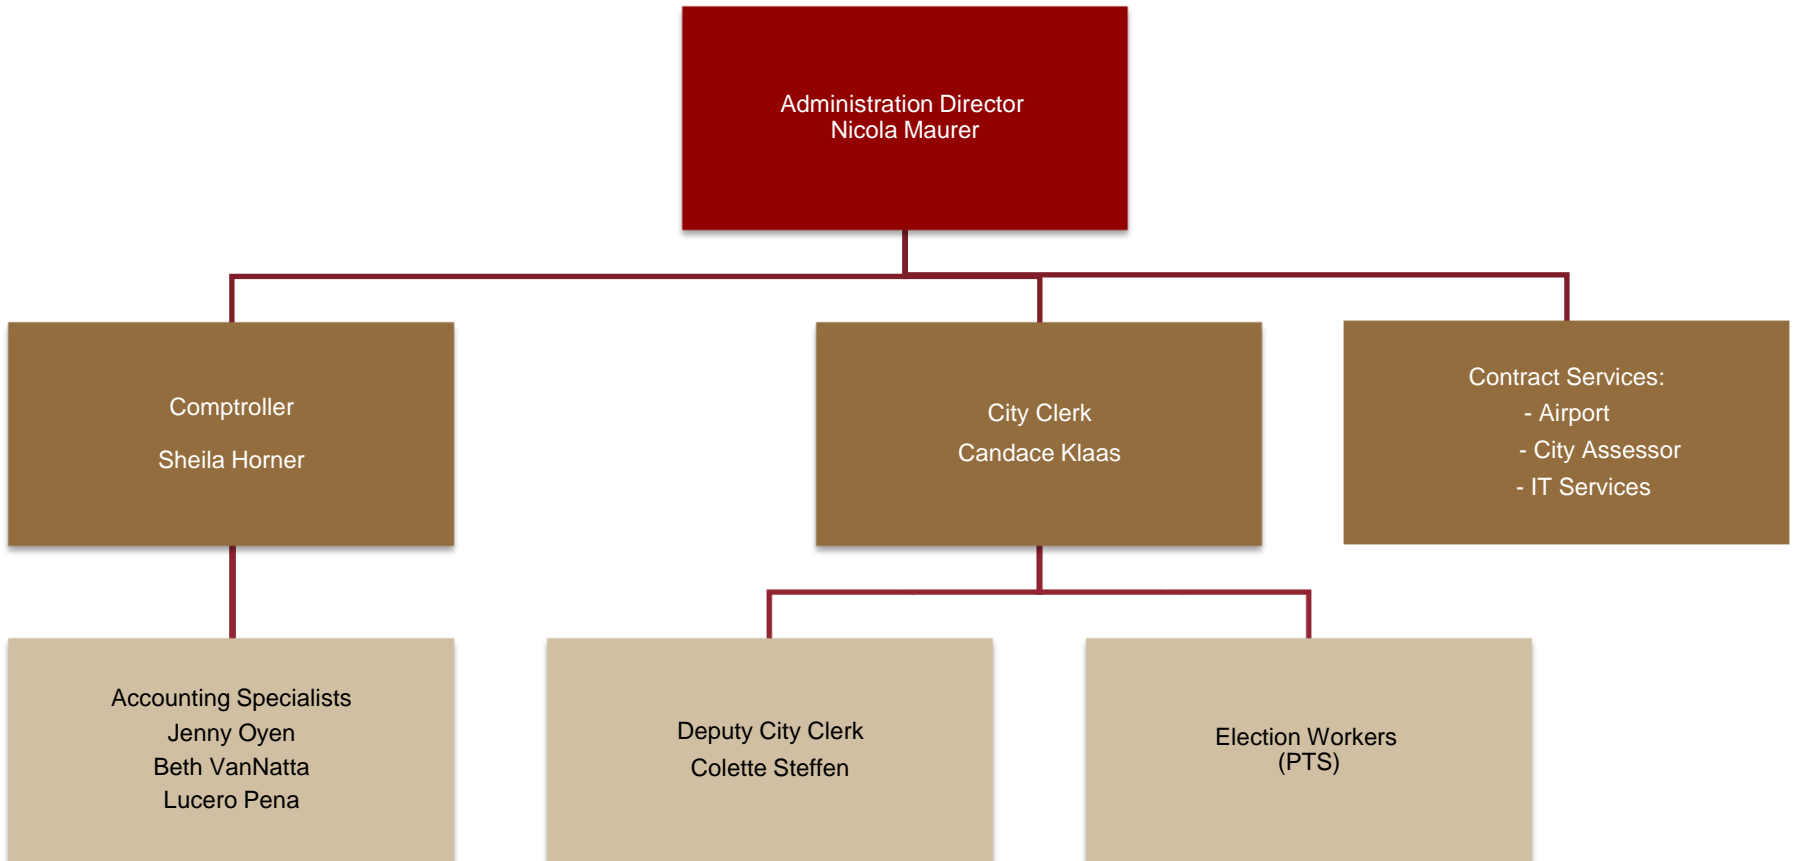 Administration Director
Nicola Maurer
Comptroller
Sheila Horner
City Clerk
Candace Klaas
Contract Services:
- Airport
- City Assessor
- IT Services
Accounting Specialists
Jenny Oyen
Beth VanNatta
Lucero Pena
Deputy City Clerk
Colette Steffen
Election Workers
(PTS)